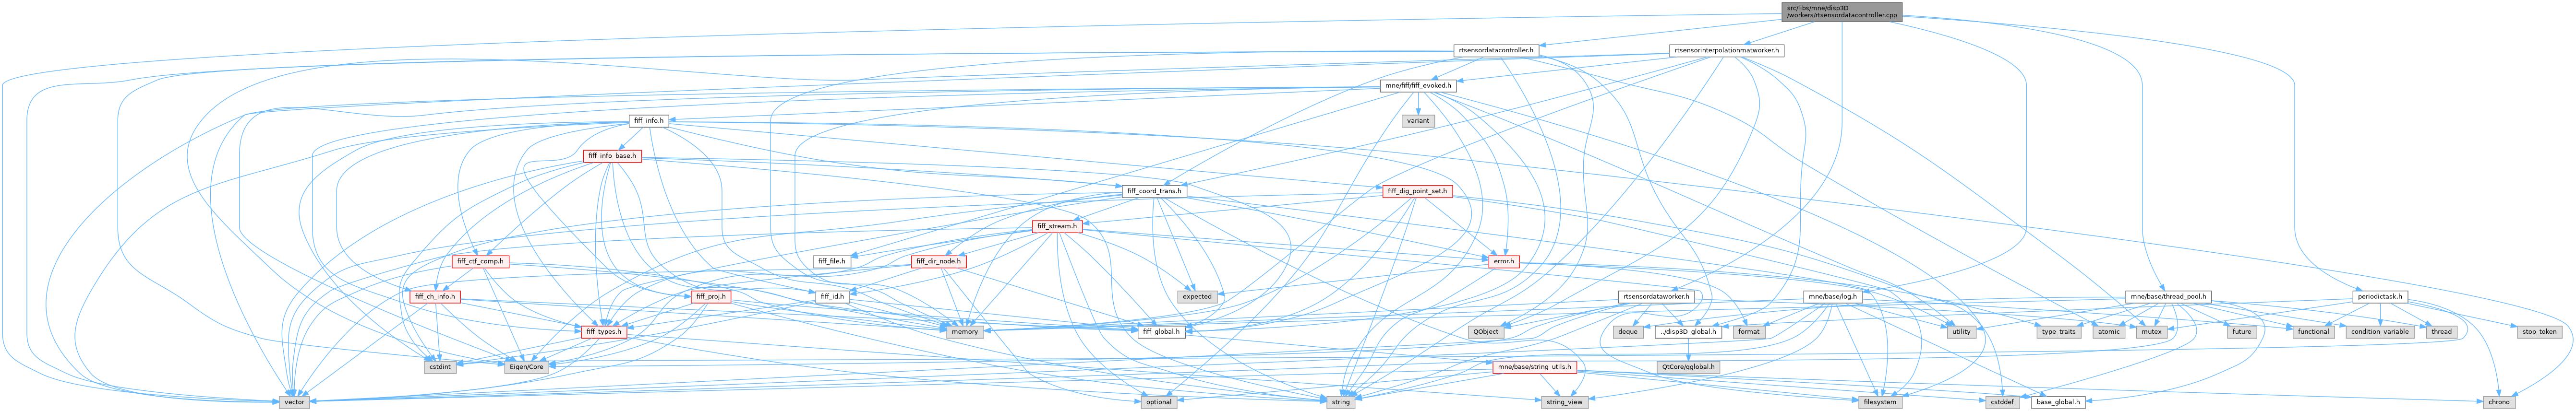 src/libs/mne/disp3D
/workers/rtsensordatacontroller.cpp
rtsensordatacontroller.h
rtsensorinterpolationmatworker.h
mne/fiff/fiff_evoked.h
fiff_info.h
variant
fiff_info_base.h
fiff_coord_trans.h
fiff_dig_point_set.h
fiff_stream.h
fiff_ctf_comp.h
fiff_file.h
fiff_dir_node.h
error.h
fiff_ch_info.h
fiff_proj.h
fiff_id.h
expected
rtsensordataworker.h
mne/base/log.h
mne/base/thread_pool.h
periodictask.h
fiff_types.h
memory
fiff_global.h
QObject
deque
../disp3D_global.h
format
utility
type_traits
atomic
mutex
future
functional
condition_variable
thread
stop_token
cstdint
Eigen/Core
mne/base/string_utils.h
QtCore/qglobal.h
vector
optional
string
string_view
filesystem
cstddef
base_global.h
chrono